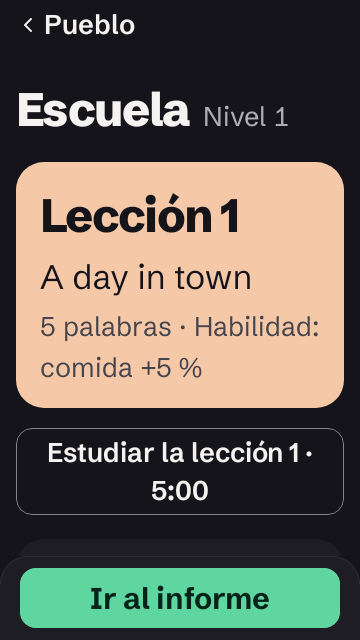 Pueblo
Escuela Nivel 1
Lección 1
A day in town
5 palabras · Habilidad:
comida +5 %
Estudiar la lección 1 ·
5:00
Ir al informe